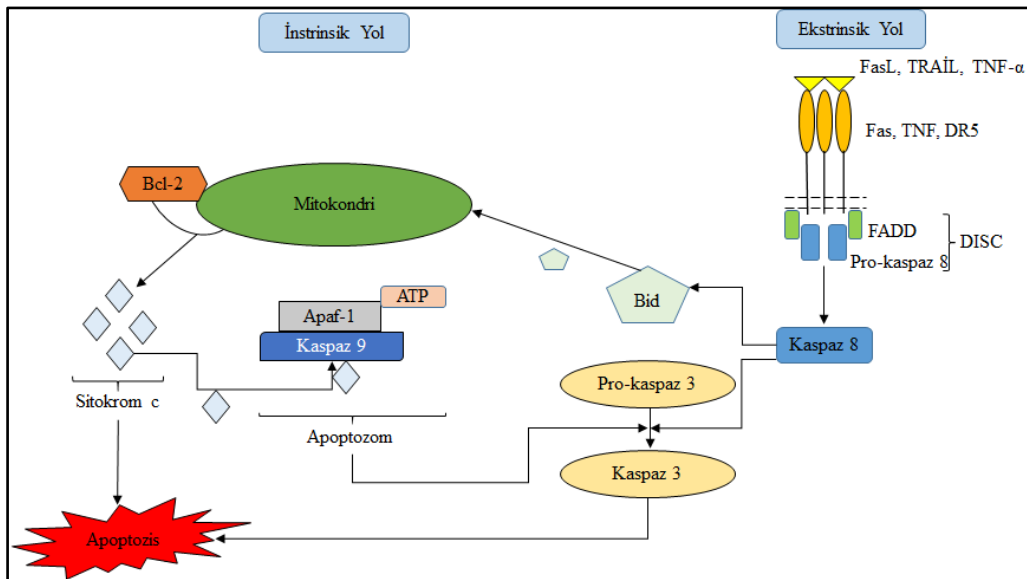 İntrinsik Yol
Ekstrinsik Yol
FasL, TRAİL, TNF-α
Fas, TNF, DR5
Bcl-2
Mitokondri
FADD
DISC
Pro-kaspaz 8
ATP
Apaf-1
Bid
Kaspaz 9
Kaspaz 8
Pro-kaspaz 3
Sitokrom c
Apoptozom
Kaspaz 3
Apoptozis